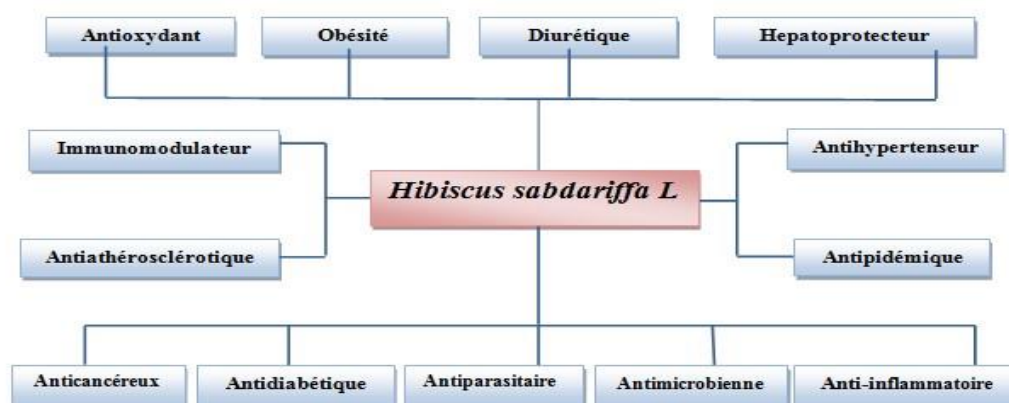 Antioxydant
Obésité
Diurétique
Hepatoprotecteur
Immunomodulateur
Antihypertenseur
Hibiscus sabdariffa L
Antiathérosclérotique
Antipidémique
Anticancéreux
Antidiabétique
Antiparasitaire
Antimicrobienne
Anti-inflammatoire